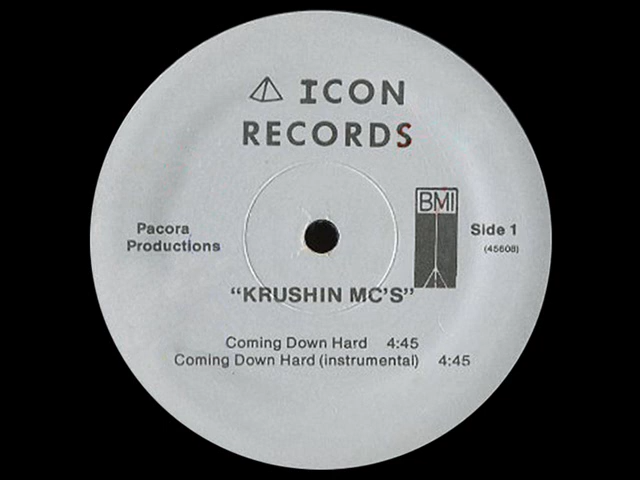 ICON
RECORDS
BMI
Pacora
Productions
Side 1
(45608)
“KRUSHIN MC'S”
Coming Down Hard 4:45
Coming Down Hard (instrumental) 4:45